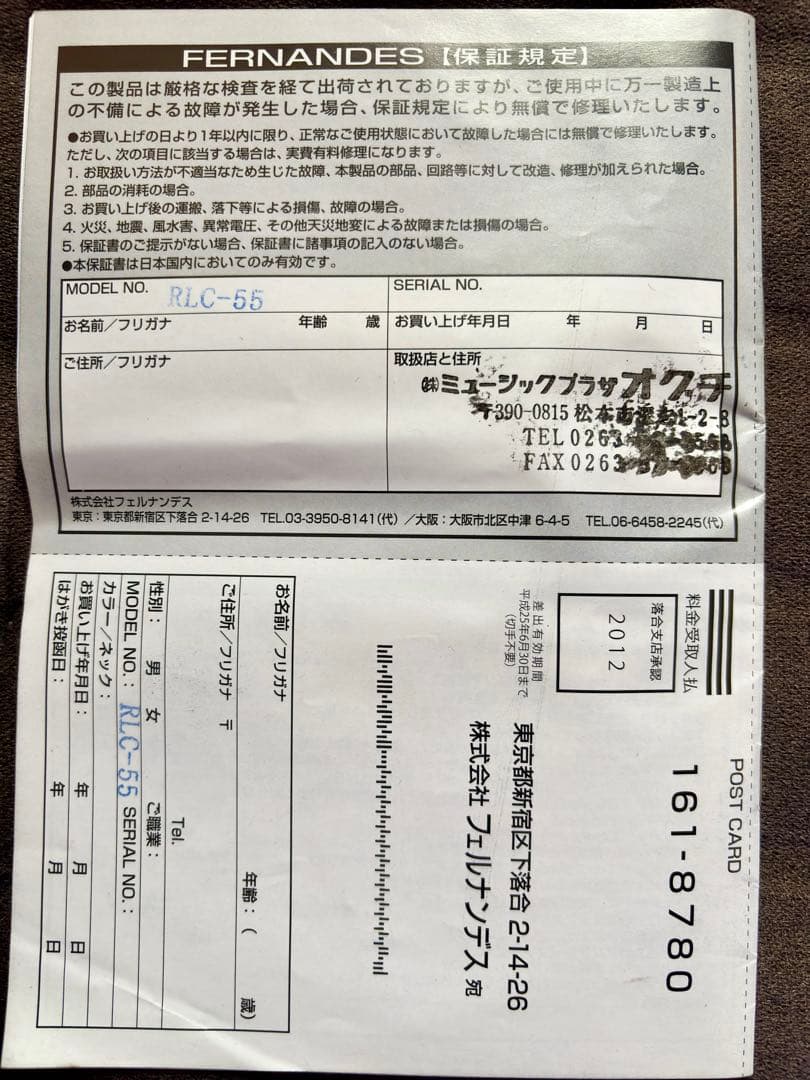 FERNANDES【保証規定】
この製品は厳格な検査を経て出荷されておりますが、ご使用中に万一製造上
の不備による故障が発生した場合、保証規定により無償で修理いたします。
●お買い上げの日より1年以内に限り、正常なご使用状態において故障した場合には無償で修理いたします。
ただし、次の項目に該当する場合は、実費有料修理になります。
1. お取扱い方法が不適当なため生じた故障、本製品の部品、回路等に対して改造、修理が加えられた場合。
2. 部品の消耗の場合。
3. お買い上げ後の運搬、落下等による損傷、故障の場合。
4. 火災、地震、風水害、異常電圧、その他天災地変による故障または損傷の場合。
5. 保証書のご提示がない場合、保証書に諸事項の記入のない場合。
●本保証書は日本国内においてのみ有効です。
MODEL NO. RLC-55 SERIAL NO.
お名前／フリガナ 年齢 歳 お買い上げ年月日 年 月 日
ご住所／フリガナ 取扱店と住所
㈱ミュージックプラザオグチ
〒390-0815 松本市 1-2-8
TEL 0263
FAX 0263
株式会社フェルナンデス
東京：東京都新宿区下落合 2-14-26 TEL.03-3950-8141(代) ／大阪：大阪市北区中津 6-4-5 TEL.06-6458-2245(代)
POST CARD
料金受取人払
落合支店承認
2012
差出有効期間
平成25年6月30日まで
(切手不要)
161-8780
東京都新宿区下落合 2-14-26
株式会社 フェルナンデス 宛
お名前／フリガナ 年齢：( 歳)
ご住所／フリガナ 〒
Tel.
性別： 男 女 ご職業：
MODEL NO.： RLC-55 SERIAL NO.：
カラー／ネック：
お買い上げ年月日： 年 月 日
はがき投函日： 年 月 日